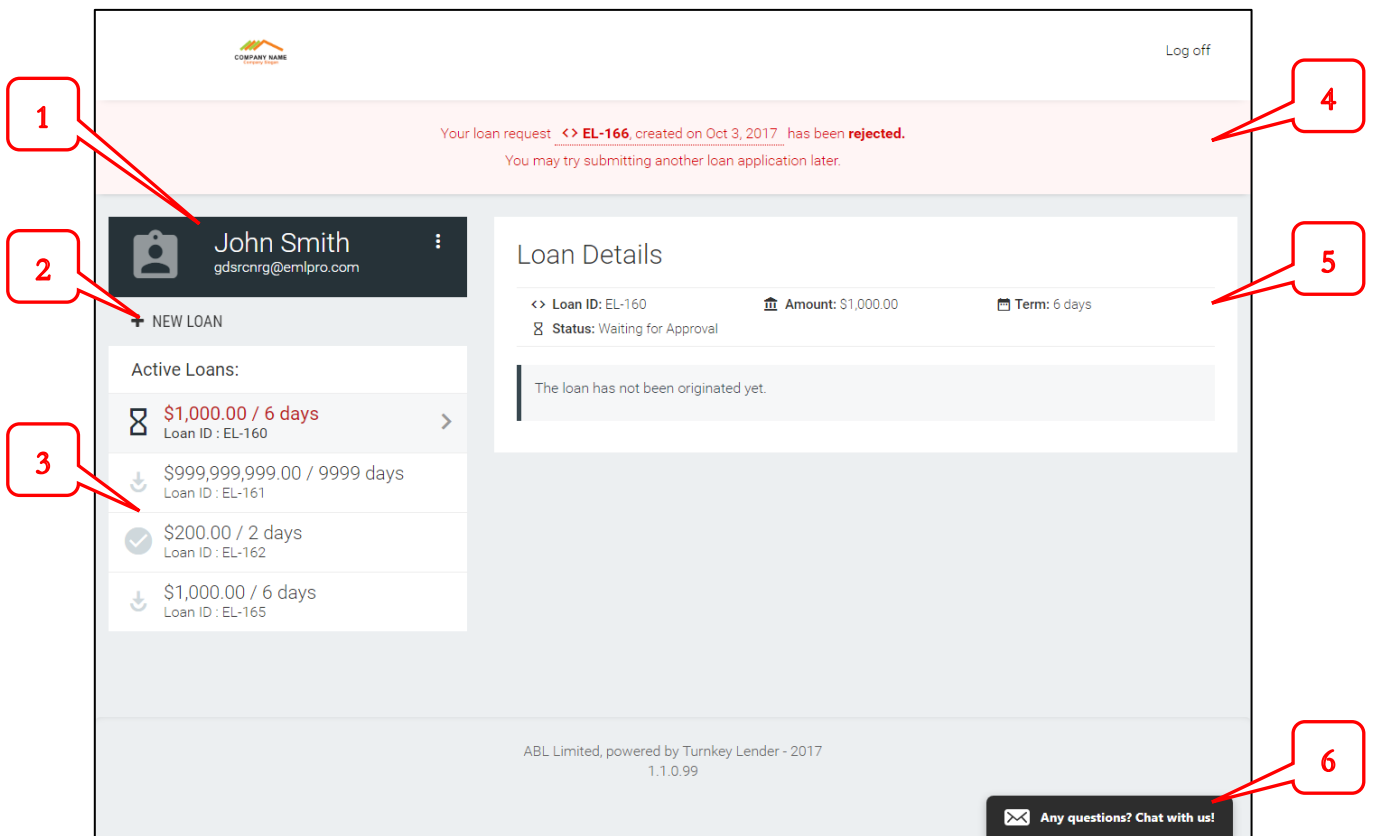 COMPANY NAME
Company Slogan
Log off
1
4
Your loan request <> EL-166, created on Oct 3, 2017 has been rejected.
You may try submitting another loan application later.
John Smith
gdsrcnrg@emlpro.com
2
+ NEW LOAN
Active Loans:
$1,000.00 / 6 days
Loan ID : EL-160
3
$999,999,999.00 / 9999 days
Loan ID : EL-161
$200.00 / 2 days
Loan ID : EL-162
$1,000.00 / 6 days
Loan ID : EL-165
Loan Details
5
<> Loan ID: EL-160 Amount: $1,000.00 Term: 6 days
Status: Waiting for Approval
The loan has not been originated yet.
ABL Limited, powered by Turnkey Lender - 2017
1.1.0.99
6
Any questions? Chat with us!